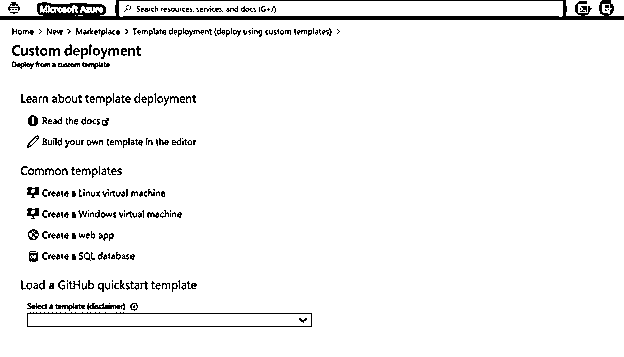 Microsoft Azure
Search resources, services, and docs (G+/)
Home > New > Marketplace > Template deployment (deploy using custom templates) >
Custom deployment
Deploy from a custom template
Learn about template deployment
Read the docs
Build your own template in the editor
Common templates
Create a Linux virtual machine
Create a Windows virtual machine
Create a web app
Create a SQL database
Load a GitHub quickstart template
Select a template (disclaimer)